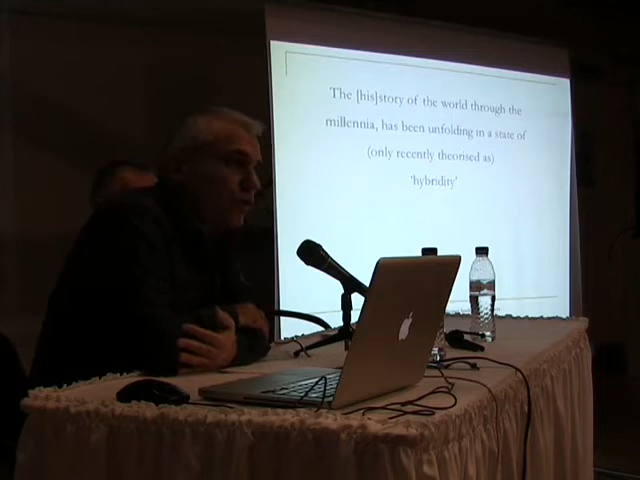 The [his]story of the world through the
millennia, has been unfolding in a state of
(only recently theorised as)
'hybridity'